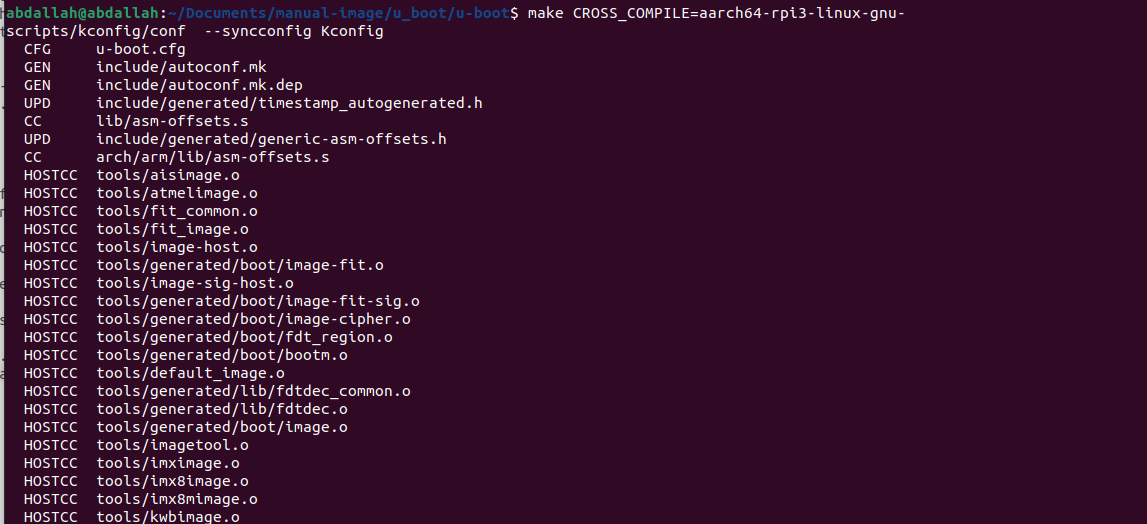 abdallah@abdallah:~/Documents/manual-image/u_boot/u-boot$ make CROSS_COMPILE=aarch64-rpi3-linux-gnu-
scripts/kconfig/conf  --syncconfig Kconfig
  CFG     u-boot.cfg
  GEN     include/autoconf.mk
  GEN     include/autoconf.mk.dep
  UPD     include/generated/timestamp_autogenerated.h
  CC      lib/asm-offsets.s
  UPD     include/generated/generic-asm-offsets.h
  CC      arch/arm/lib/asm-offsets.s
  HOSTCC  tools/aisimage.o
  HOSTCC  tools/atmelimage.o
  HOSTCC  tools/fit_common.o
  HOSTCC  tools/fit_image.o
  HOSTCC  tools/image-host.o
  HOSTCC  tools/generated/boot/image-fit.o
  HOSTCC  tools/image-sig-host.o
  HOSTCC  tools/generated/boot/image-fit-sig.o
  HOSTCC  tools/generated/boot/image-cipher.o
  HOSTCC  tools/generated/boot/fdt_region.o
  HOSTCC  tools/generated/boot/bootm.o
  HOSTCC  tools/default_image.o
  HOSTCC  tools/generated/lib/fdtdec_common.o
  HOSTCC  tools/generated/lib/fdtdec.o
  HOSTCC  tools/generated/boot/image.o
  HOSTCC  tools/imagetool.o
  HOSTCC  tools/imximage.o
  HOSTCC  tools/imx8image.o
  HOSTCC  tools/imx8mimage.o
  HOSTCC  tools/kwbimage.o